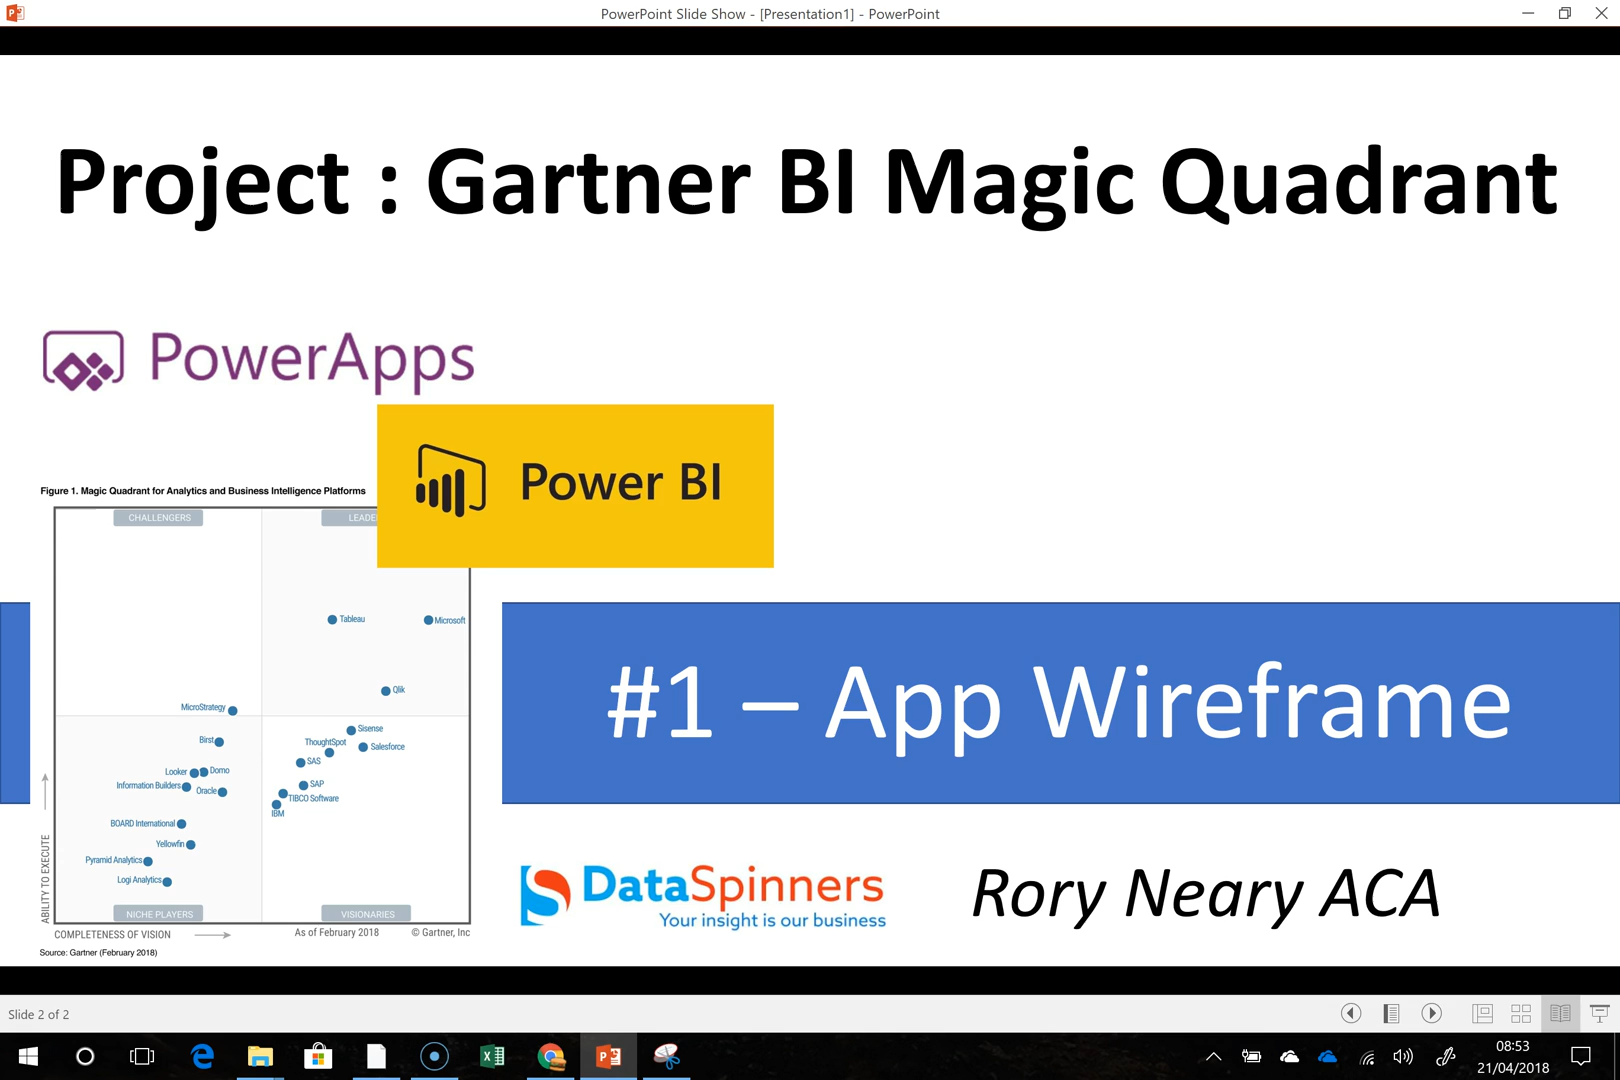 PowerPoint Slide Show - [Presentation1] - PowerPoint
Project : Gartner BI Magic Quadrant
PowerApps
Power BI
Figure 1. Magic Quadrant for Analytics and Business Intelligence Platforms
CHALLENGERS
LEADE
Tableau
Microsoft
Qlik
MicroStrategy
Sisense
Birst
ThoughtSpot
Salesforce
SAS
Looker
Domo
Information Builders
Oracle
SAP
TIBCO Software
IBM
BOARD International
Yellowfin
Pyramid Analytics
Logi Analytics
ABILITY TO EXECUTE
NICHE PLAYERS
VISIONARIES
COMPLETENESS OF VISION
As of February 2018
© Gartner, Inc
Source: Gartner (February 2018)
#1 – App Wireframe
DataSpinners
Your insight is our business
Rory Neary ACA
Slide 2 of 2
08:53
21/04/2018